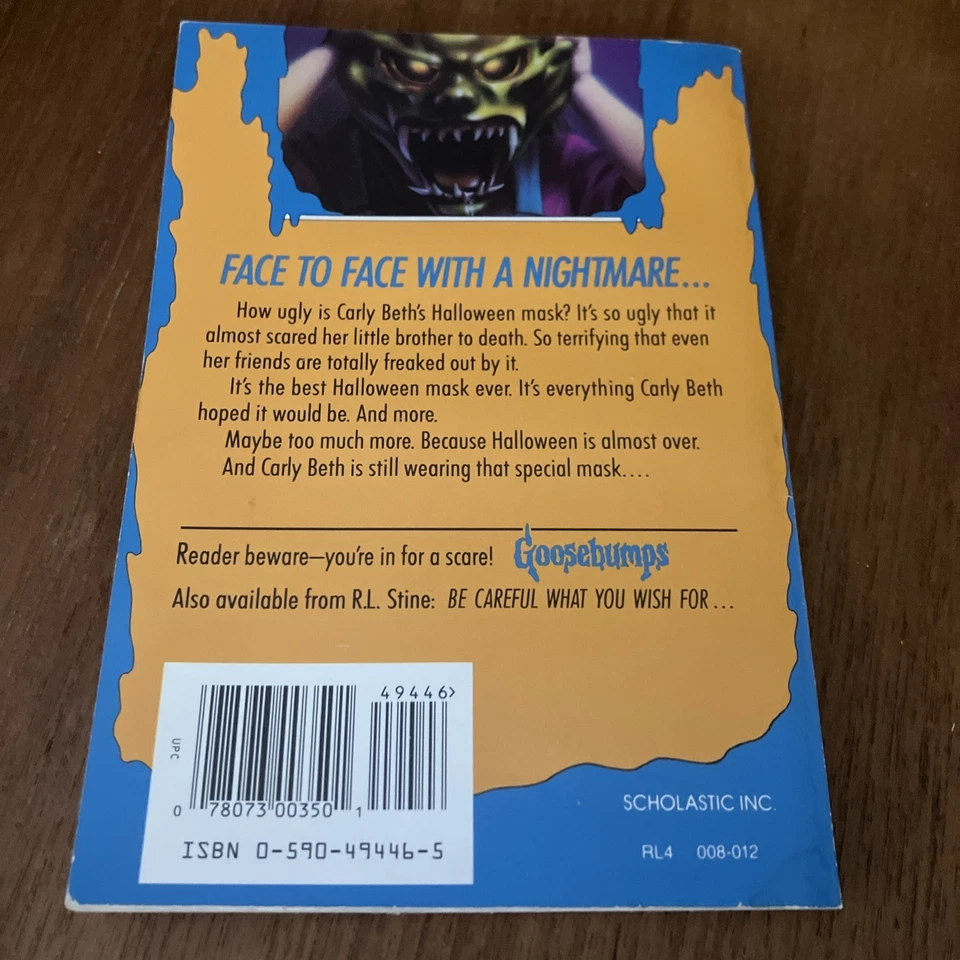 FACE TO FACE WITH A NIGHTMARE...
How ugly is Carly Beth's Halloween mask? It's so ugly that it
almost scared her little brother to death. So terrifying that even
her friends are totally freaked out by it.
It's the best Halloween mask ever. It's everything Carly Beth
hoped it would be. And more.
Maybe too much more. Because Halloween is almost over.
And Carly Beth is still wearing that special mask....
Reader beware—you're in for a scare! Goosebumps
Also available from R.L. Stine: BE CAREFUL WHAT YOU WISH FOR...
49446>
UPC
0 78073 00350 1
ISBN 0-590-49446-5
SCHOLASTIC INC.
RL4 008-012